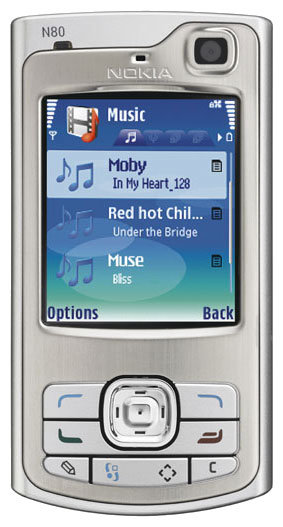 N80
NOKIA
Music
Moby
In My Heart_128
Red hot Chil...
Under the Bridge
Muse
Bliss
Options Back
C